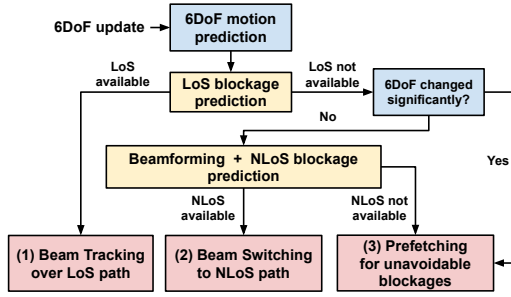 6DoF update
6DoF motion
prediction
LoS
available
LoS blockage
prediction
LoS not
available
6DoF changed
significantly?
No
Yes
Beamforming + NLoS blockage
prediction
NLoS
available
NLoS not
available
(1) Beam Tracking
over LoS path
(2) Beam Switching
to NLoS path
(3) Prefetching
for unavoidable
blockages